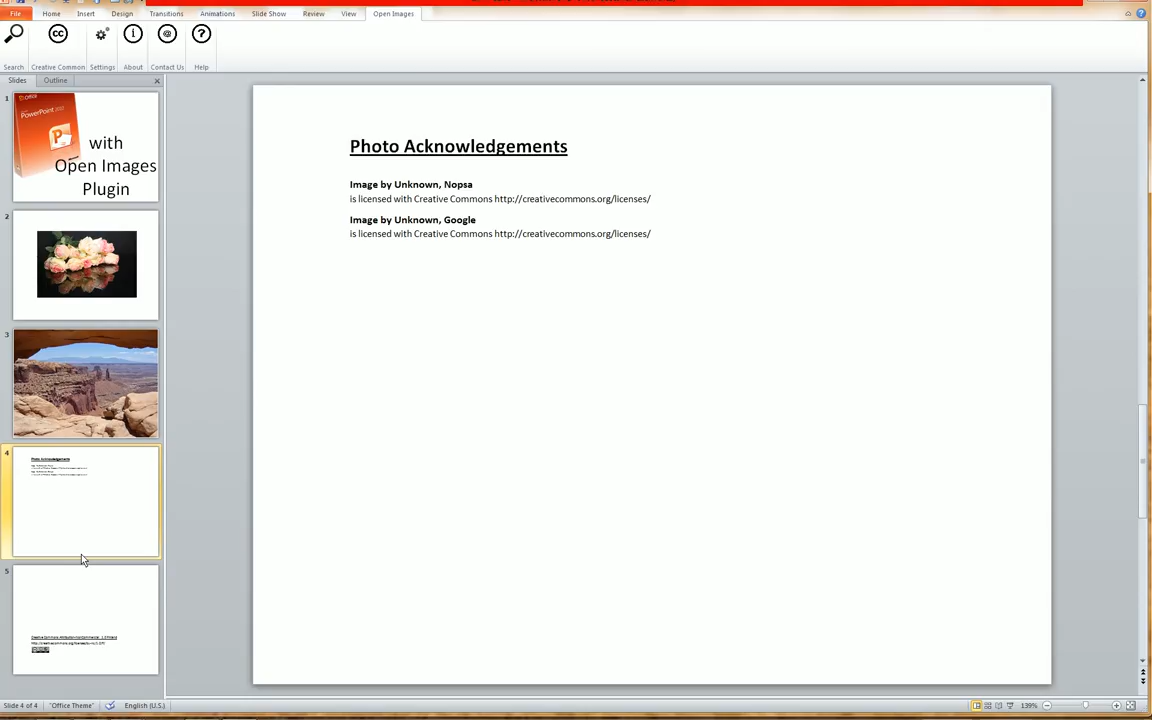 File Home Insert Design Transitions Animations Slide Show Review View Open Images
Search Creative Common Settings About Contact Us Help
Slides Outline
1
Office
PowerPoint
with
Open Images
Plugin
2
3
4
Photo Acknowledgements
5
Photo Acknowledgements
Image by Unknown, Nopsa
is licensed with Creative Commons http://creativecommons.org/licenses/
Image by Unknown, Google
is licensed with Creative Commons http://creativecommons.org/licenses/
Slide 4 of 4 "Office Theme" English (U.S.) 139%